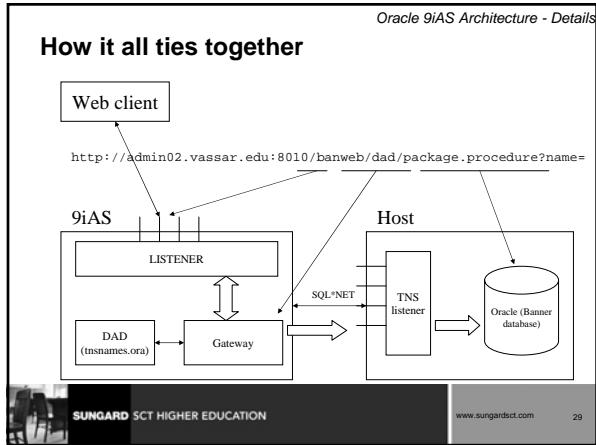 Oracle 9iAS Architecture - Details
How it all ties together
Web client
http://admin02.vassar.edu:8010/banweb/dad/package.procedure?name=
9iAS
Host
LISTENER
SQL*NET
TNS
listener
Oracle (Banner
database)
DAD
(tnsnames.ora)
Gateway
SUNGARD SCT HIGHER EDUCATION
www.sungardsct.com
29